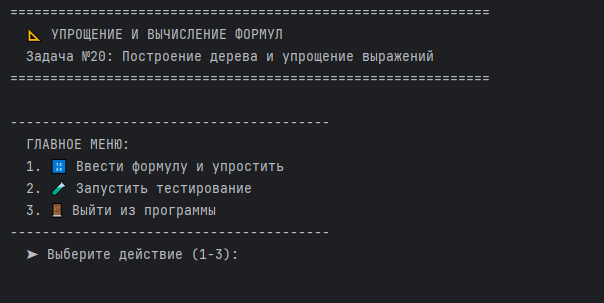 ============================================================
📐 УПРОЩЕНИЕ И ВЫЧИСЛЕНИЕ ФОРМУЛ
Задача №20: Построение дерева и упрощение выражений
============================================================
----------------------------------------
ГЛАВНОЕ МЕНЮ:
1. 🔢 Ввести формулу и упростить
2. 🧪 Запустить тестирование
3. 🚪 Выйти из программы
----------------------------------------
➤ Выберите действие (1-3):